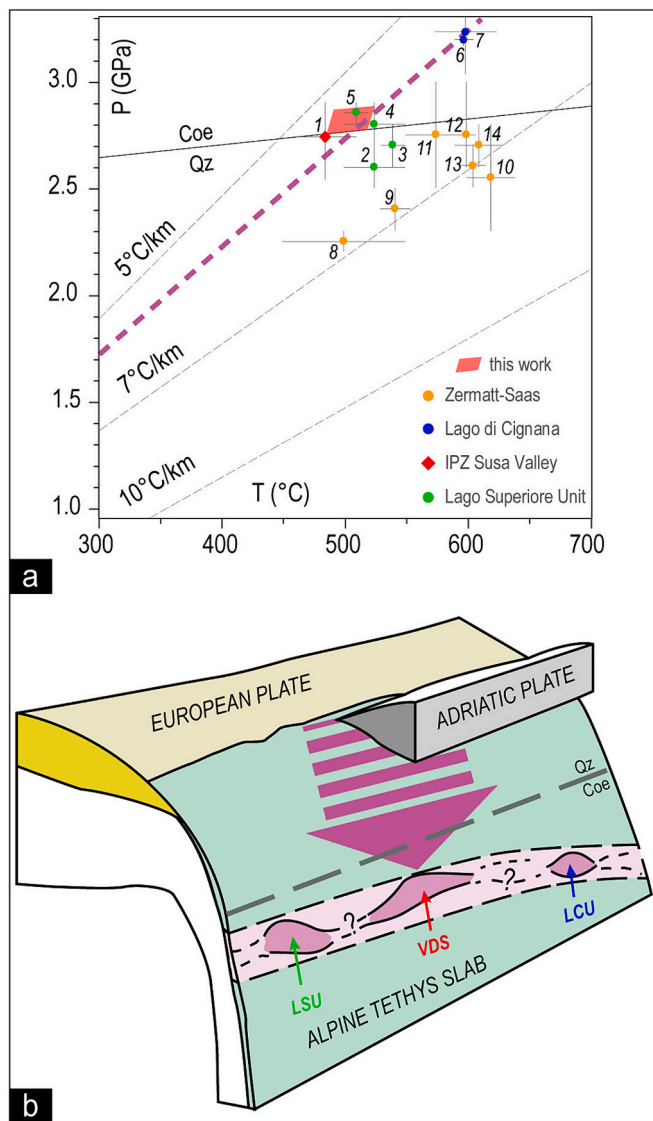 P (GPa)
3.0
2.5
2.0
1.5
1.0
Coe
Qz
5°C/km
7°C/km
10°C/km
1
5
4
2
3
6
7
11
12
14
13
10
9
8
this work
Zermatt-Saas
Lago di Cignana
IPZ Susa Valley
Lago Superiore Unit
T (°C)
300
400
500
600
700
a
EUROPEAN PLATE
ADRIATIC PLATE
Qz
Coe
?
?
LCU
VDS
LSU
ALPINE TETHYS SLAB
b